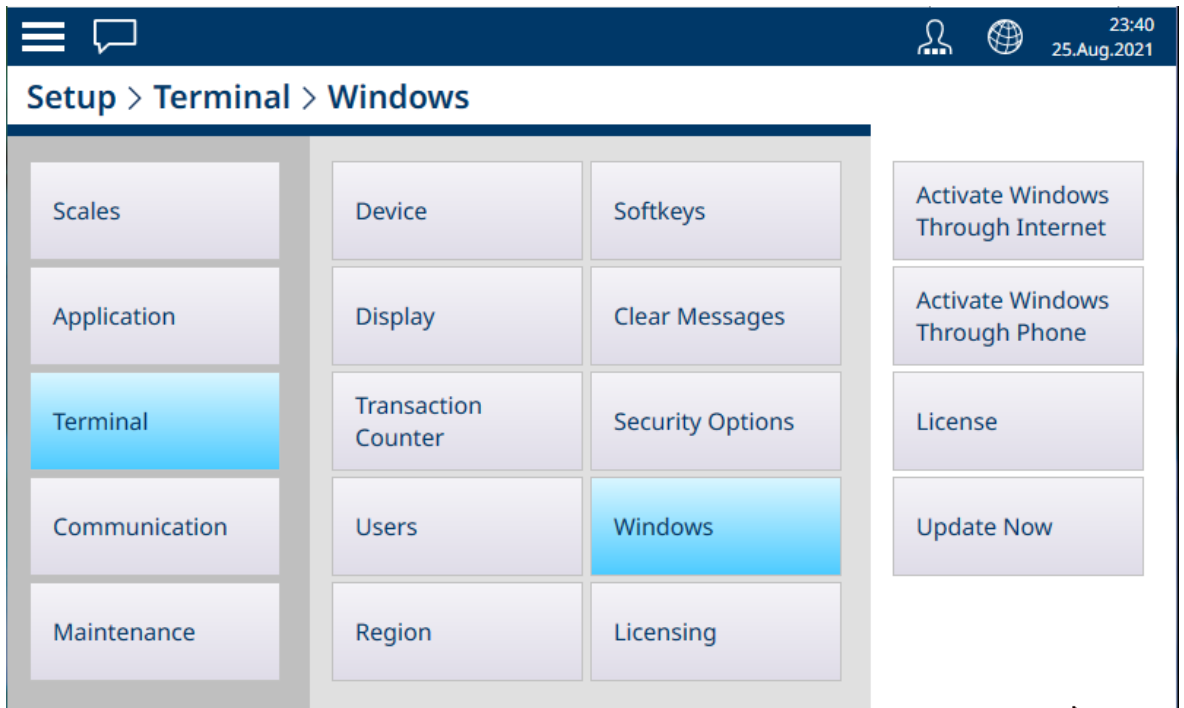 23:40
25.Aug.2021
Setup > Terminal > Windows
Scales
Application
Terminal
Communication
Maintenance
Device
Softkeys
Display
Clear Messages
Transaction
Counter
Security Options
Users
Windows
Region
Licensing
Activate Windows
Through Internet
Activate Windows
Through Phone
License
Update Now